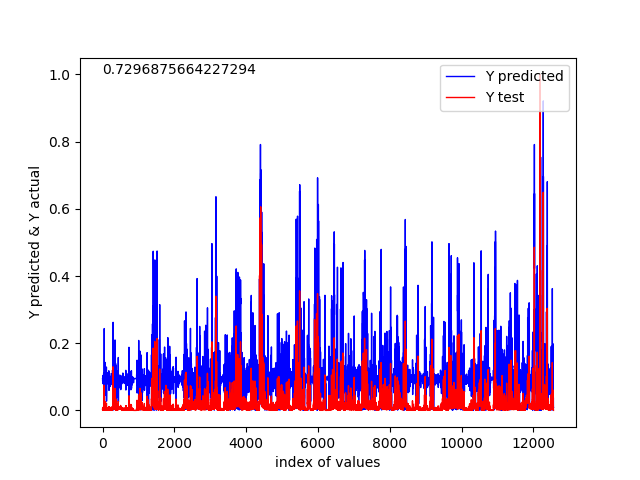 0.7296875664227294
Y predicted
Y test
1.0
0.8
0.6
0.4
0.2
0.0
Y predicted & Y actual
0 2000 4000 6000 8000 10000 12000
index of values